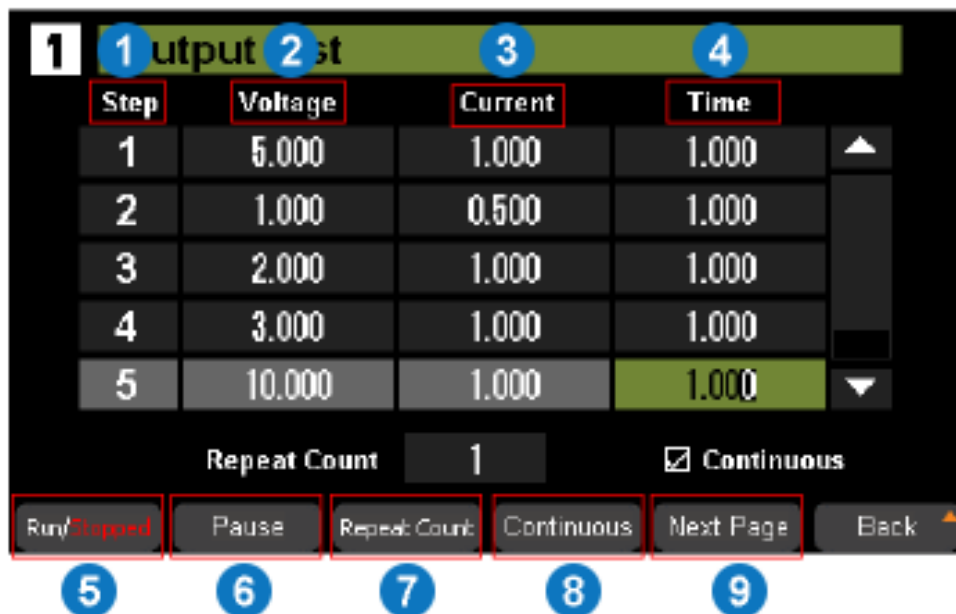 1 1 utput 2 st 3 4
Step Voltage Current Time
1 5.000 1.000 1.000
2 1.000 0.500 1.000
3 2.000 1.000 1.000
4 3.000 1.000 1.000
5 10.000 1.000 1.000
Repeat Count 1 Continuous
Run/Stopped Pause Repeat Count Continuous Next Page Back
5 6 7 8 9